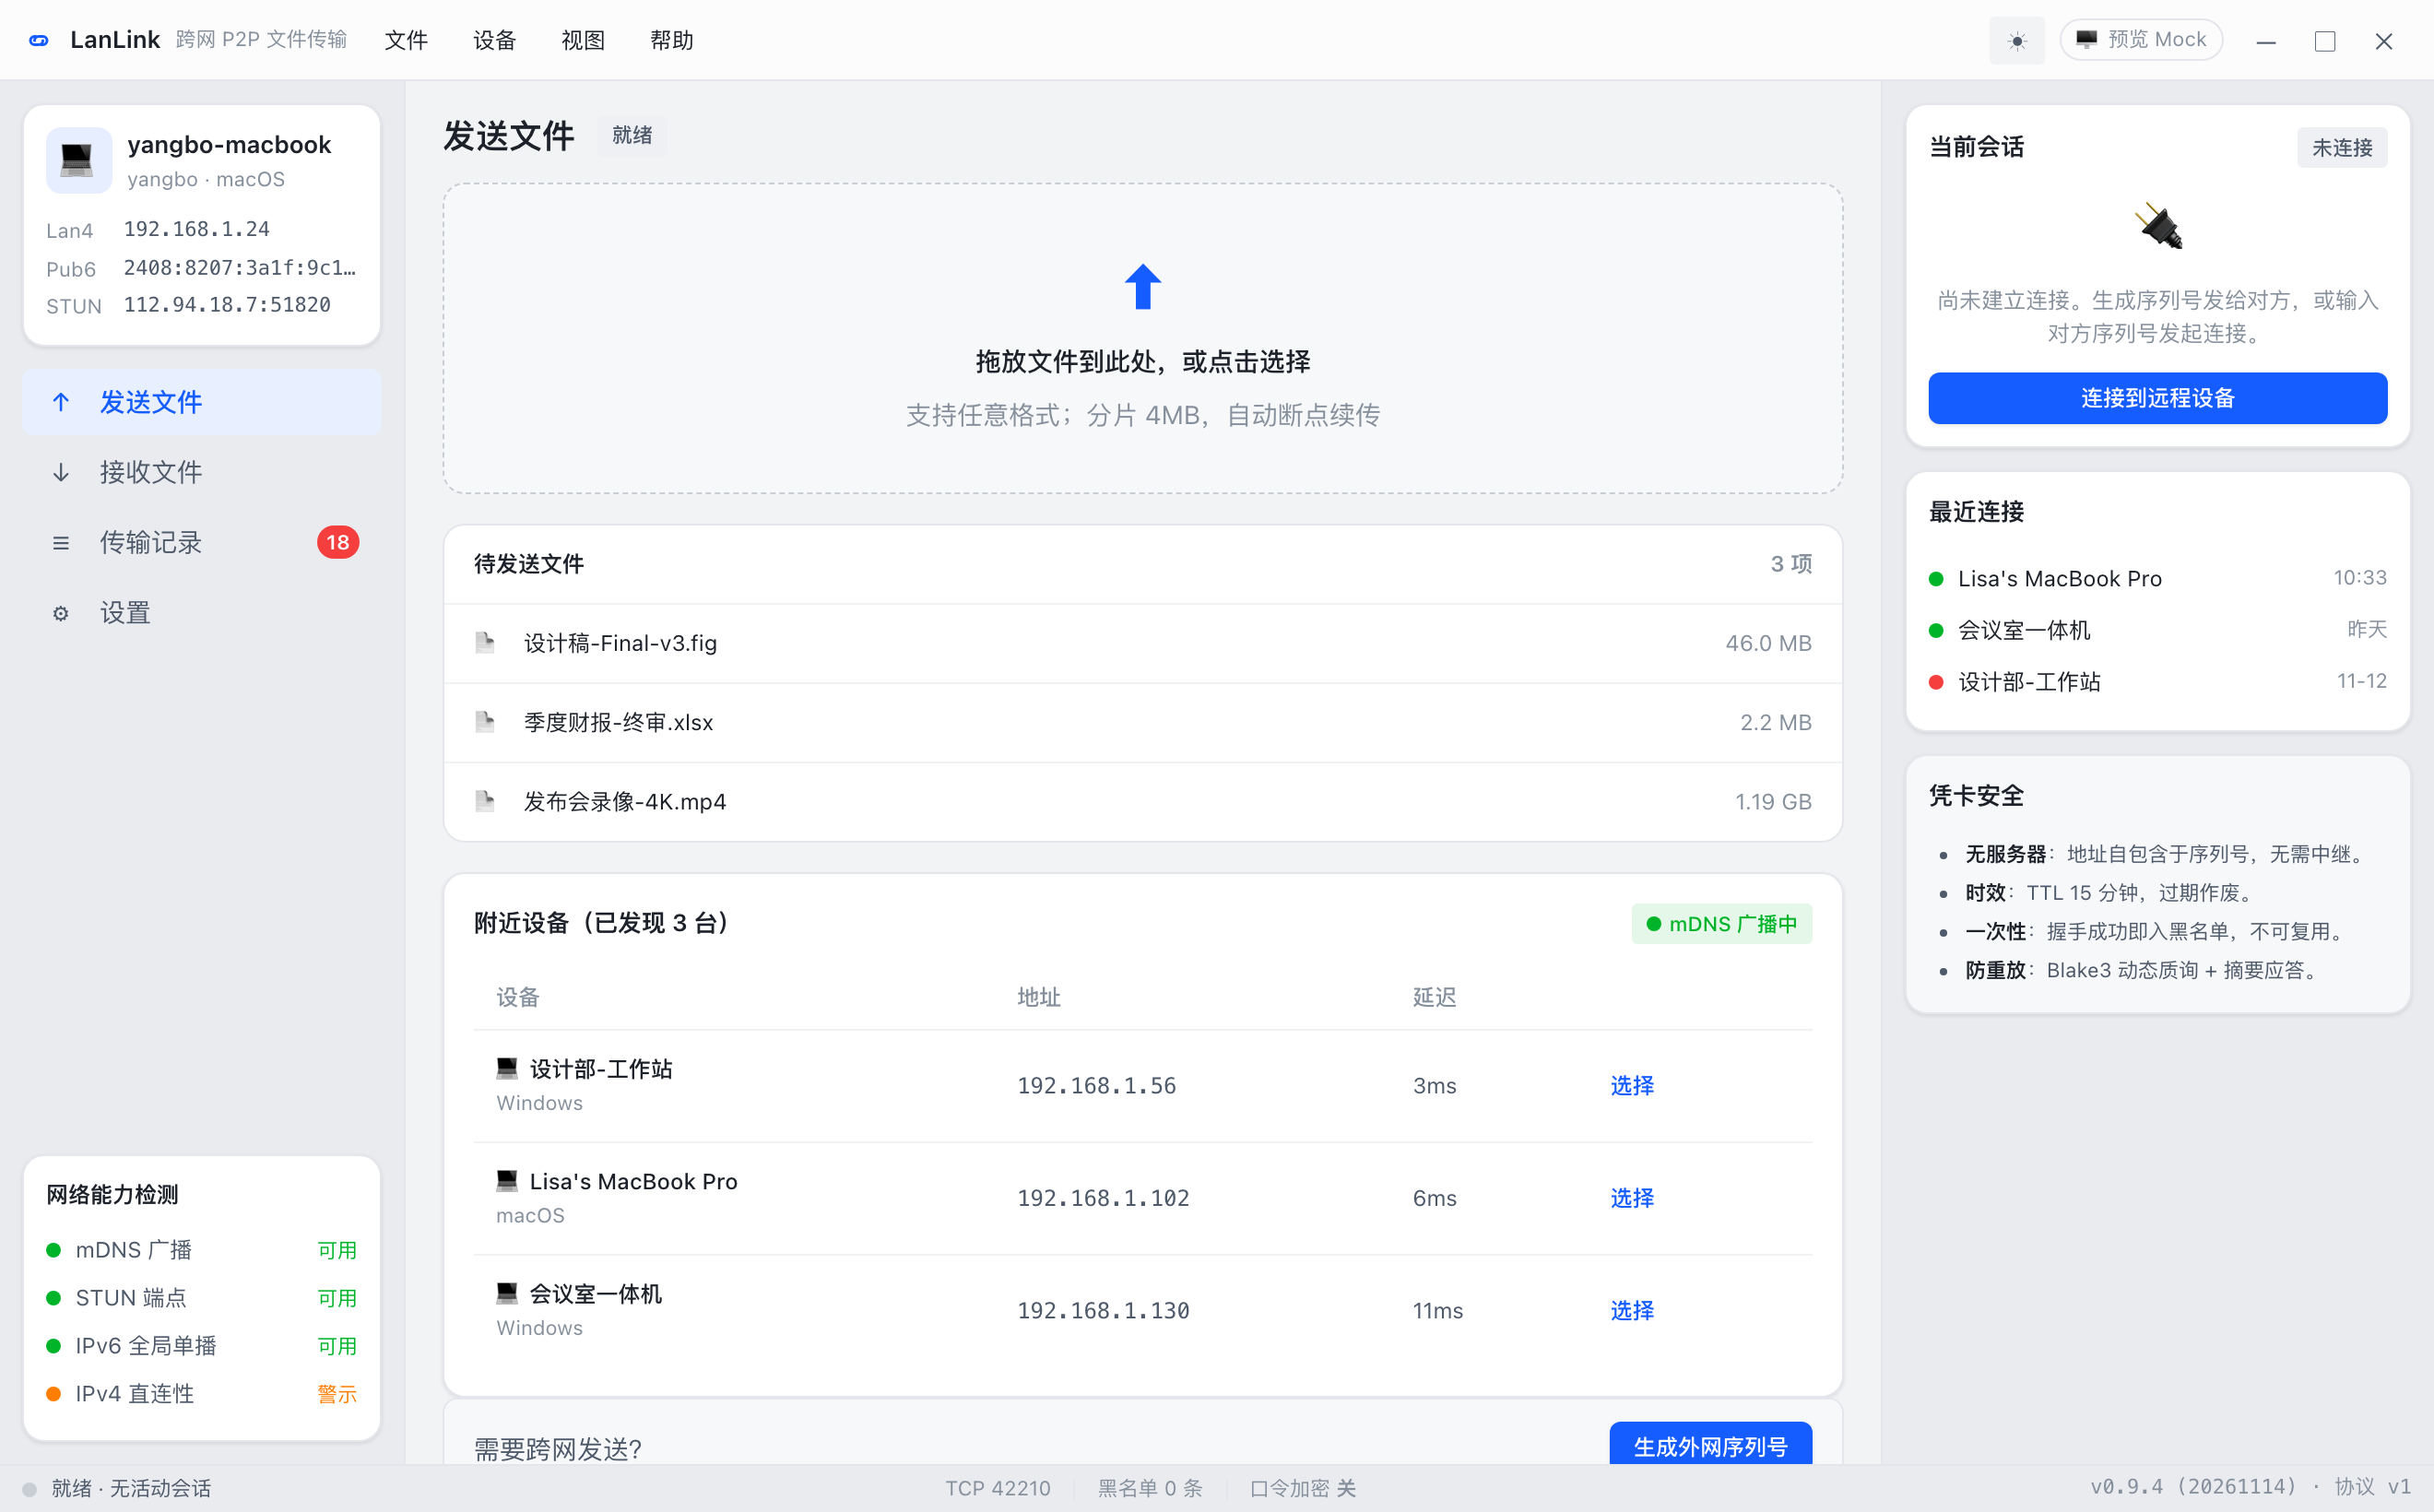 LanLink 跨网 P2P 文件传输 文件 设备 视图 帮助 预览 Mock
yangbo-macbook
yangbo · macOS
Lan4 192.168.1.24
Pub6 2408:8207:3a1f:9c1…
STUN 112.94.18.7:51820
发送文件
接收文件
传输记录 18
设置
网络能力检测
mDNS 广播 可用
STUN 端点 可用
IPv6 全局单播 可用
IPv4 直连性 警示
发送文件 就绪
拖放文件到此处，或点击选择
支持任意格式；分片 4MB，自动断点续传
待发送文件 3 项
设计稿-Final-v3.fig 46.0 MB
季度财报-终审.xlsx 2.2 MB
发布会录像-4K.mp4 1.19 GB
附近设备（已发现 3 台） mDNS 广播中
设备 地址 延迟
设计部-工作站
Windows
192.168.1.56 3ms 选择
Lisa's MacBook Pro
macOS
192.168.1.102 6ms 选择
会议室一体机
Windows
192.168.1.130 11ms 选择
需要跨网发送？ 生成外网序列号
当前会话 未连接
尚未建立连接。生成序列号发给对方，或输入
对方序列号发起连接。
连接到远程设备
最近连接
Lisa's MacBook Pro 10:33
会议室一体机 昨天
设计部-工作站 11-12
凭卡安全
无服务器：地址自包含于序列号，无需中继。
时效：TTL 15 分钟，过期作废。
一次性：握手成功即入黑名单，不可复用。
防重放：Blake3 动态质询 + 摘要应答。
就绪 · 无活动会话 TCP 42210 黑名单 0 条 口令加密 关 v0.9.4 (20261114) · 协议 v1